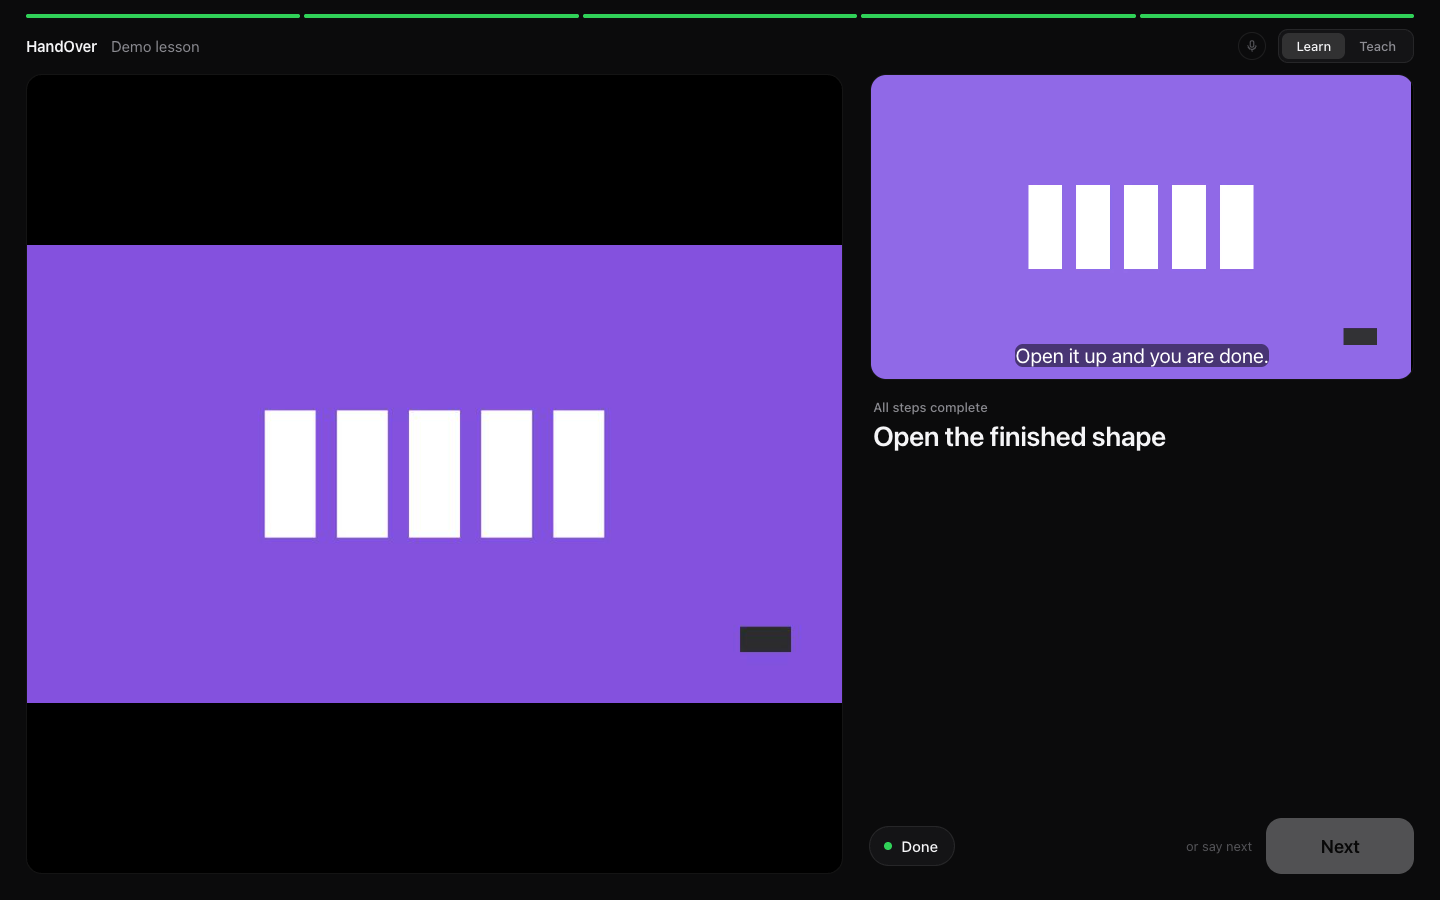 HandOver Demo lesson
Learn Teach
Open it up and you are done.
All steps complete
Open the finished shape
Done
or say next
Next